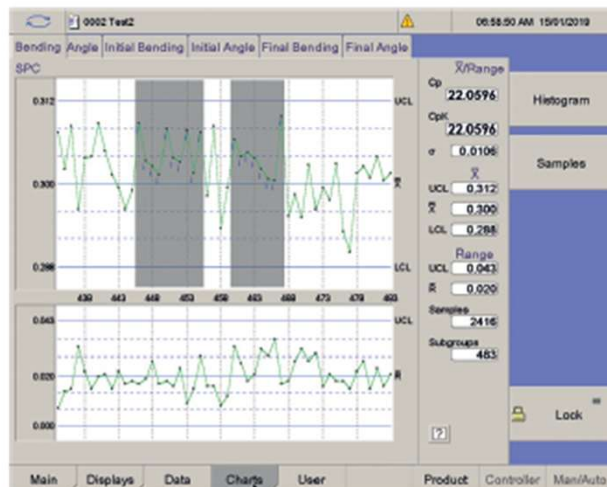 0002 Test2
06:58:50 AM 15/01/2019
Bending Angle Initial Bending Initial Angle Final Bending Final Angle
SPC
X/Range
Cp
22.0596
CpK
22.0596
σ 0.0106
X
UCL 0.312
X 0.300
LCL 0.288
Range
UCL 0.043
R 0.020
Samples
2416
Subgroups
483
?
0.312
UCL
0.300
X
0.288
LCL
439 443 448 453 458 463 468 473 478 483
0.043
UCL
0.020
R
0.000
Histogram
Samples
Lock
Main Displays Data Charts User Product Controller Man/Auto